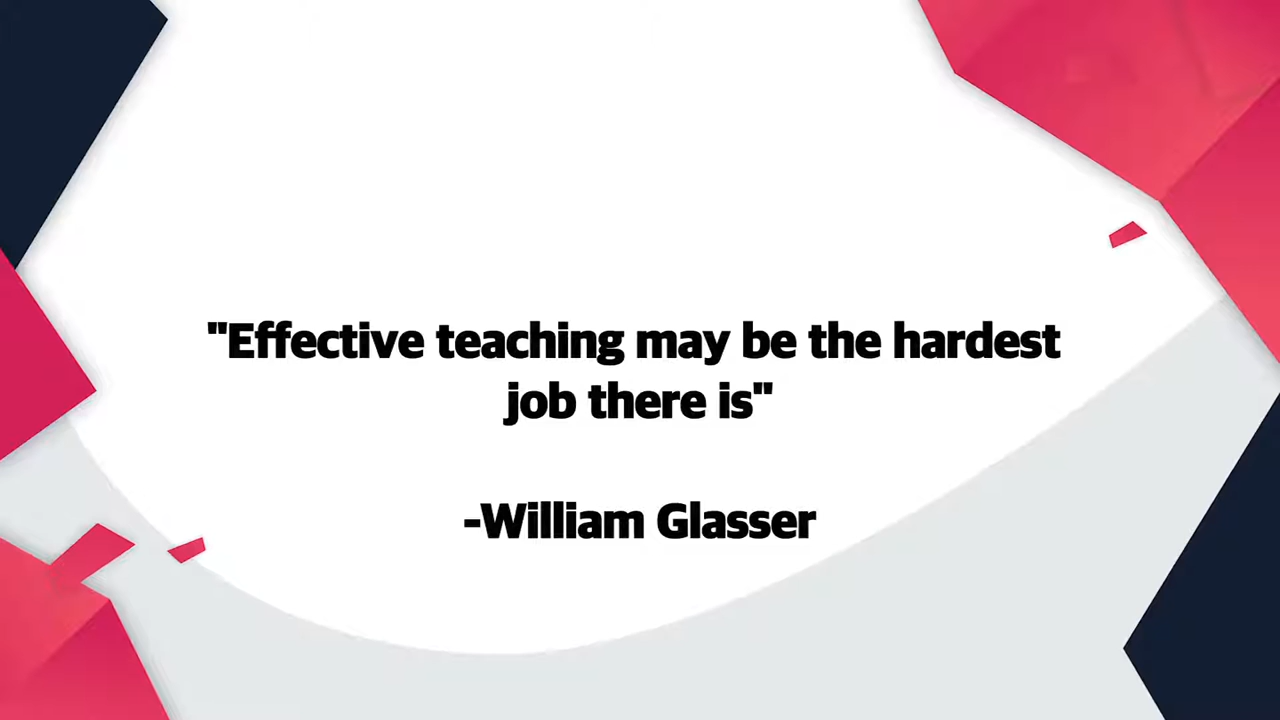 "Effective teaching may be the hardest
job there is"
-William Glasser